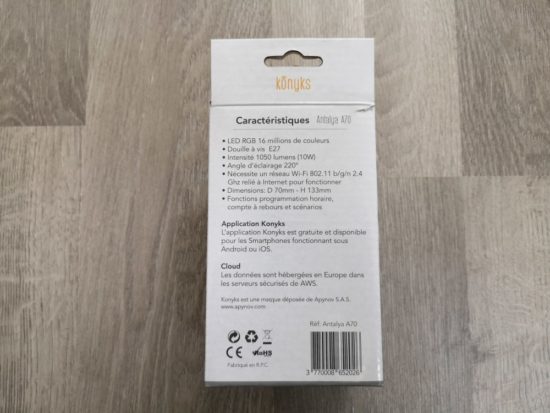 kōnyks
Caractéristiques Antalya A70
• LED RGB 16 millions de couleurs
• Douille à vis E27
• Intensité 1050 lumens (10W)
• Angle d'éclairage 220°
• Nécessite un réseau Wi-Fi 802.11 b/g/n 2.4
Ghz relié à Internet pour fonctionner
• Dimensions: D 70mm - H 133mm
• Fonctions programmation horaire,
compte à rebours et scénarios
Application Konyks
L'application Konyks est gratuite et disponible
pour les Smartphones fonctionnant sous
Android ou iOS.
Cloud
Les données sont hébergées en Europe dans
les serveurs sécurisés de AWS.
Konyks est une marque déposée de Apynov S.A.S.
www.apynov.com
Réf: Antalya A70
CE RoHS
Fabriqué en R.P.C
3 770008 652026